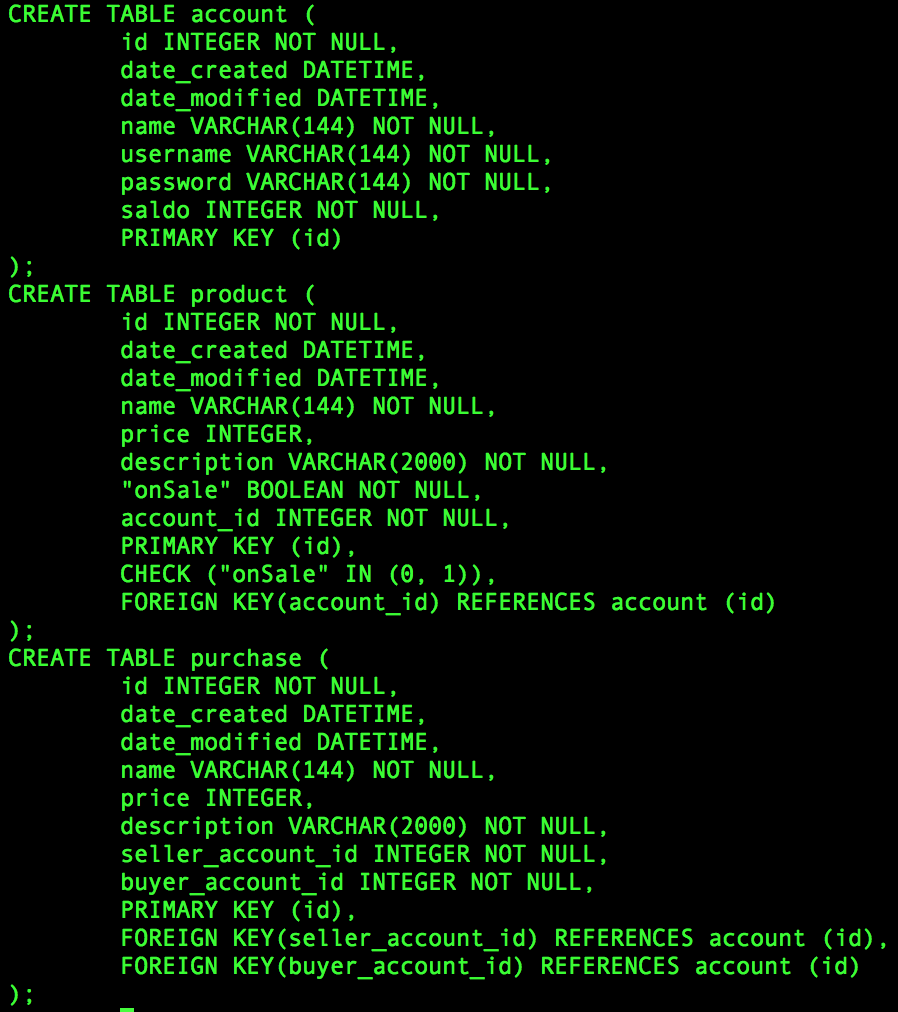 CREATE TABLE account (
        id INTEGER NOT NULL,
        date_created DATETIME,
        date_modified DATETIME,
        name VARCHAR(144) NOT NULL,
        username VARCHAR(144) NOT NULL,
        password VARCHAR(144) NOT NULL,
        saldo INTEGER NOT NULL,
        PRIMARY KEY (id)
);
CREATE TABLE product (
        id INTEGER NOT NULL,
        date_created DATETIME,
        date_modified DATETIME,
        name VARCHAR(144) NOT NULL,
        price INTEGER,
        description VARCHAR(2000) NOT NULL,
        "onSale" BOOLEAN NOT NULL,
        account_id INTEGER NOT NULL,
        PRIMARY KEY (id),
        CHECK ("onSale" IN (0, 1)),
        FOREIGN KEY(account_id) REFERENCES account (id)
);
CREATE TABLE purchase (
        id INTEGER NOT NULL,
        date_created DATETIME,
        date_modified DATETIME,
        name VARCHAR(144) NOT NULL,
        price INTEGER,
        description VARCHAR(2000) NOT NULL,
        seller_account_id INTEGER NOT NULL,
        buyer_account_id INTEGER NOT NULL,
        PRIMARY KEY (id),
        FOREIGN KEY(seller_account_id) REFERENCES account (id),
        FOREIGN KEY(buyer_account_id) REFERENCES account (id)
);